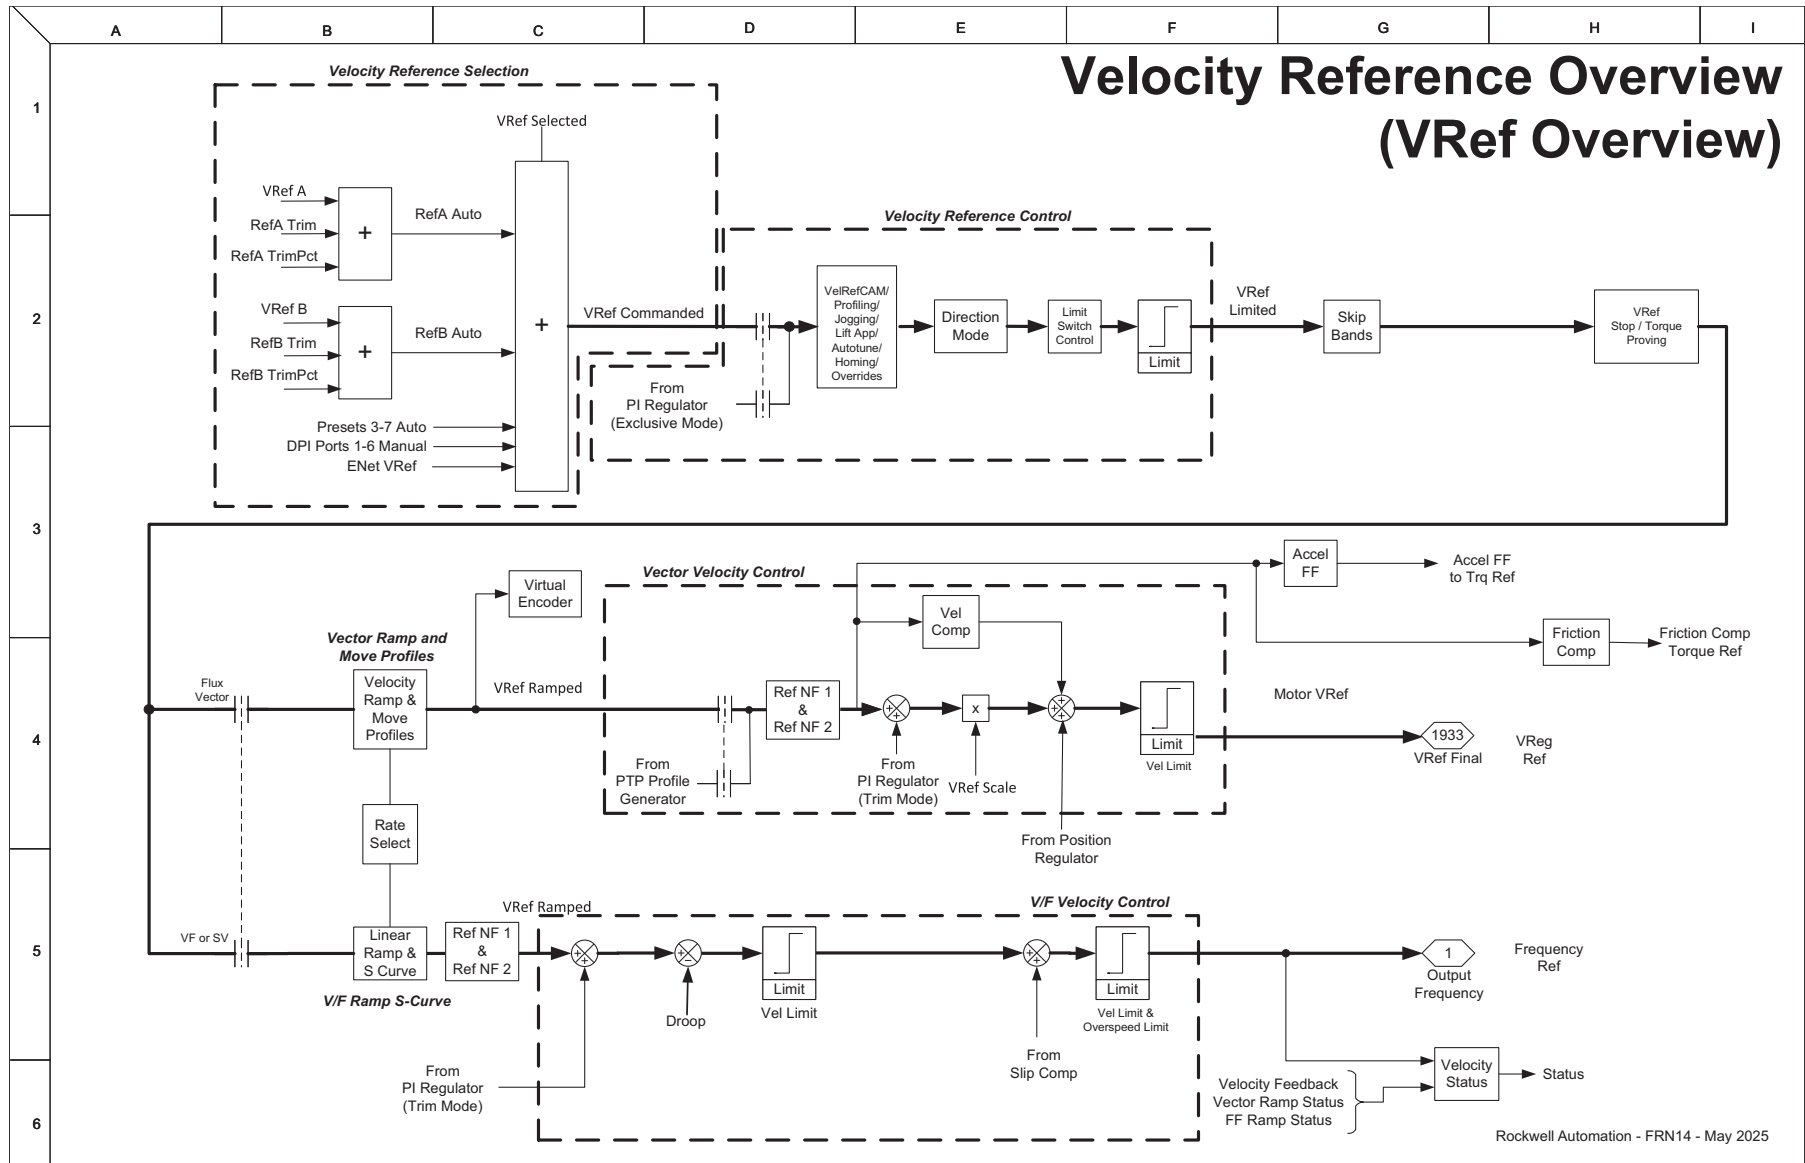 A B C D E F G H I
Velocity Reference Overview
(VRef Overview)
1
Velocity Reference Selection
VRef Selected
VRef A
RefA Trim
RefA TrimPct
+
RefA Auto
VRef B
RefB Trim
RefB TrimPct
+
RefB Auto
Presets 3-7 Auto
DPI Ports 1-6 Manual
ENet VRef
+
VRef Commanded
2
Velocity Reference Control
From
PI Regulator
(Exclusive Mode)
VelRefCAM/
Profiling/
Jogging/
Lift App/
Autotune/
Homing/
Overrides
Direction
Mode
Limit
Switch
Control
Limit
VRef
Limited
Skip
Bands
VRef
Stop / Torque
Proving
3
Virtual
Encoder
Vector Velocity Control
Vel
Comp
Accel
FF
Accel FF
to Trq Ref
Friction
Comp
Friction Comp
Torque Ref
4
Vector Ramp and
Move Profiles
Flux
Vector
Velocity
Ramp &
Move
Profiles
VRef Ramped
From
PTP Profile
Generator
Ref NF 1
&
Ref NF 2
+
+
From
PI Regulator
(Trim Mode)
x
VRef Scale
+
+
+
From Position
Regulator
Limit
Vel Limit
Motor VRef
1933
VRef Final
VReg
Ref
Rate
Select
5
VF or SV
Linear
Ramp &
S Curve
V/F Ramp S-Curve
Ref NF 1
&
Ref NF 2
VRef Ramped
V/F Velocity Control
+
+
From
PI Regulator
(Trim Mode)
+
-
Droop
Limit
Vel Limit
+
+
From
Slip Comp
Limit
Vel Limit &
Overspeed Limit
1
Output
Frequency
Frequency
Ref
6
Velocity Feedback
Vector Ramp Status
FF Ramp Status
Velocity
Status
Status
Rockwell Automation - FRN14 - May 2025